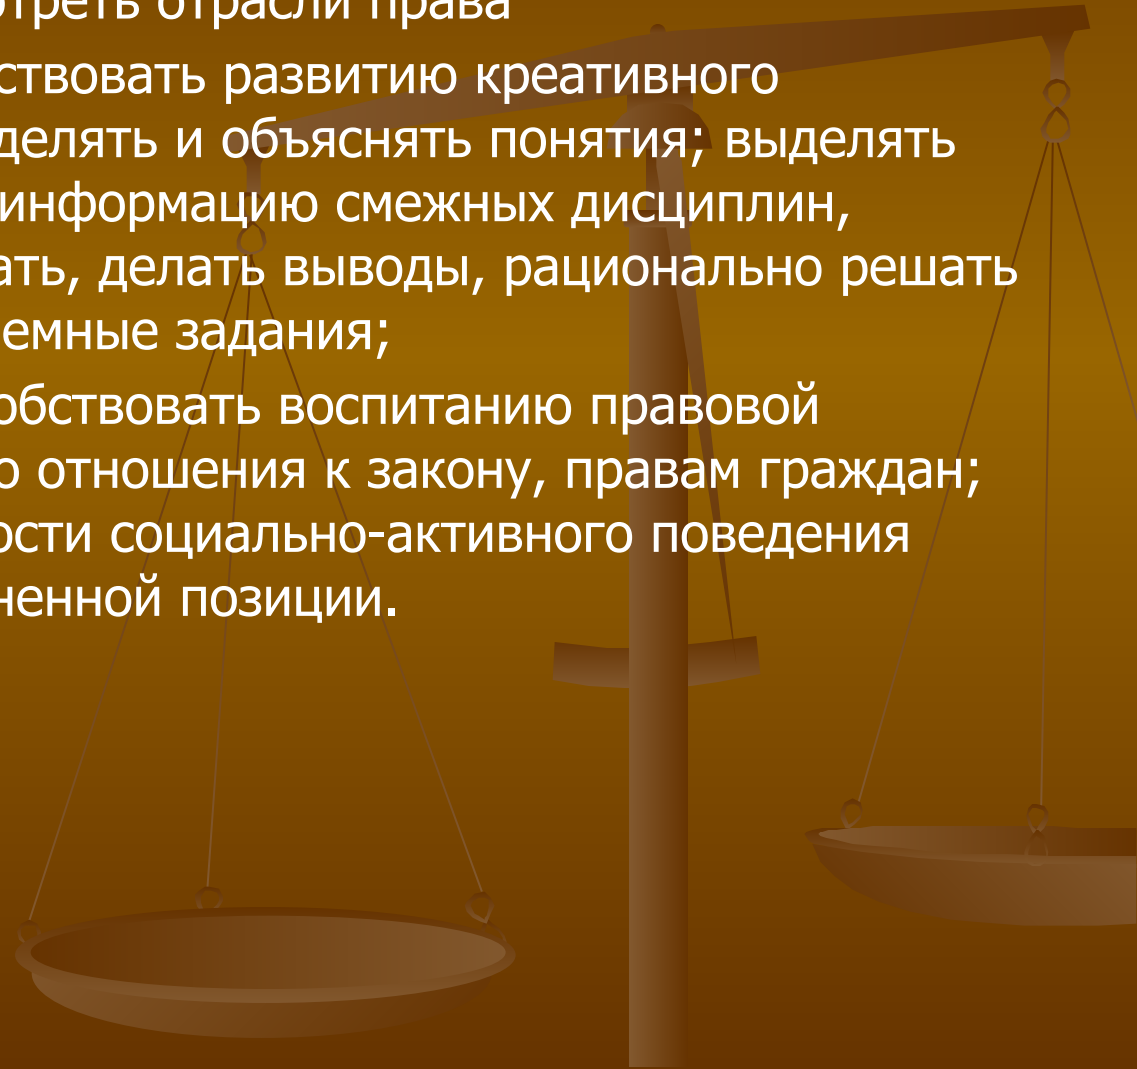 отреть отрасли права
ствовать развитию креативного
делять и объяснять понятия; выделять
информацию смежных дисциплин,
ать, делать выводы, рационально решать
емные задания;
обствовать воспитанию правовой
о отношения к закону, правам граждан;
ости социально-активного поведения
ненной позиции.